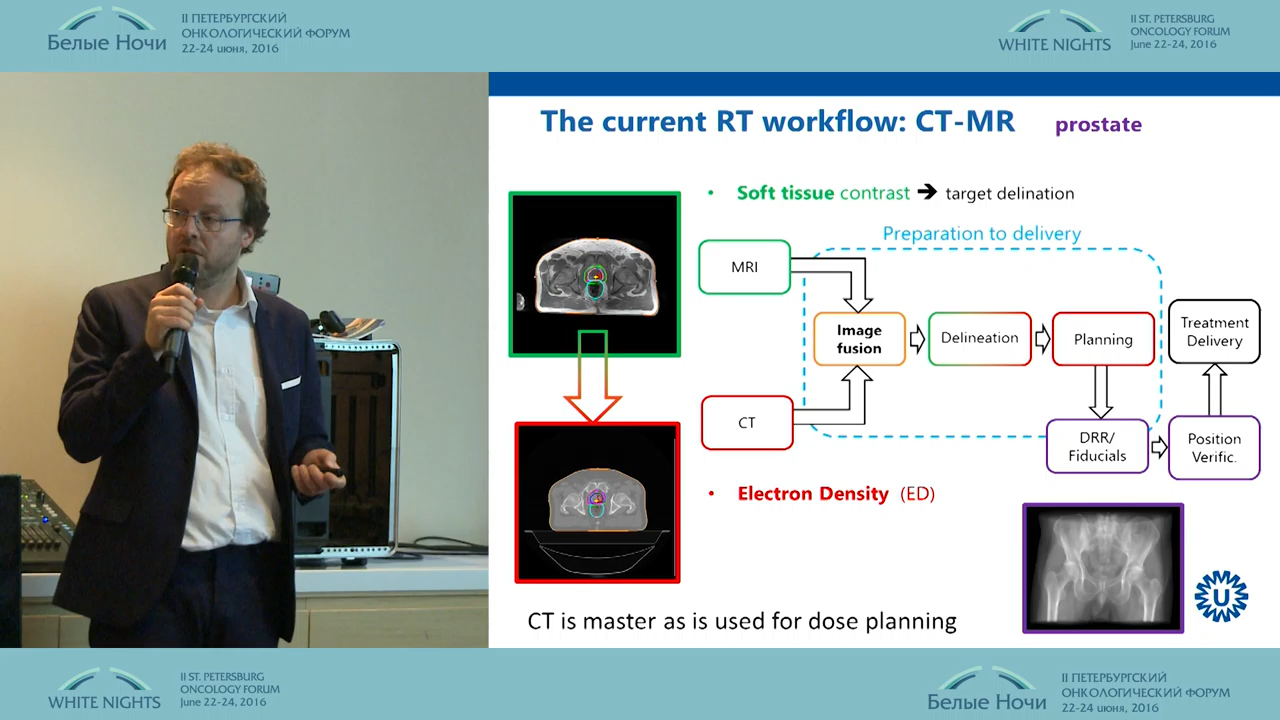 Белые Ночи
II ПЕТЕРБУРГСКИЙ
ОНКОЛОГИЧЕСКИЙ ФОРУМ
22-24 июня, 2016
WHITE NIGHTS
II ST. PETERSBURG
ONCOLOGY FORUM
June 22-24, 2016
The current RT workflow: CT-MR prostate
• Soft tissue contrast ➔ target delination
Preparation to delivery
MRI
Image
fusion
Delineation
Planning
Treatment
Delivery
CT
DRR/
Fiducials
Position
Verific.
• Electron Density (ED)
CT is master as is used for dose planning
U
WHITE NIGHTS
II ST. PETERSBURG
ONCOLOGY FORUM
June 22-24, 2016
Белые Ночи
II ПЕТЕРБУРГСКИЙ
ОНКОЛОГИЧЕСКИЙ ФОРУМ
22-24 июня, 2016